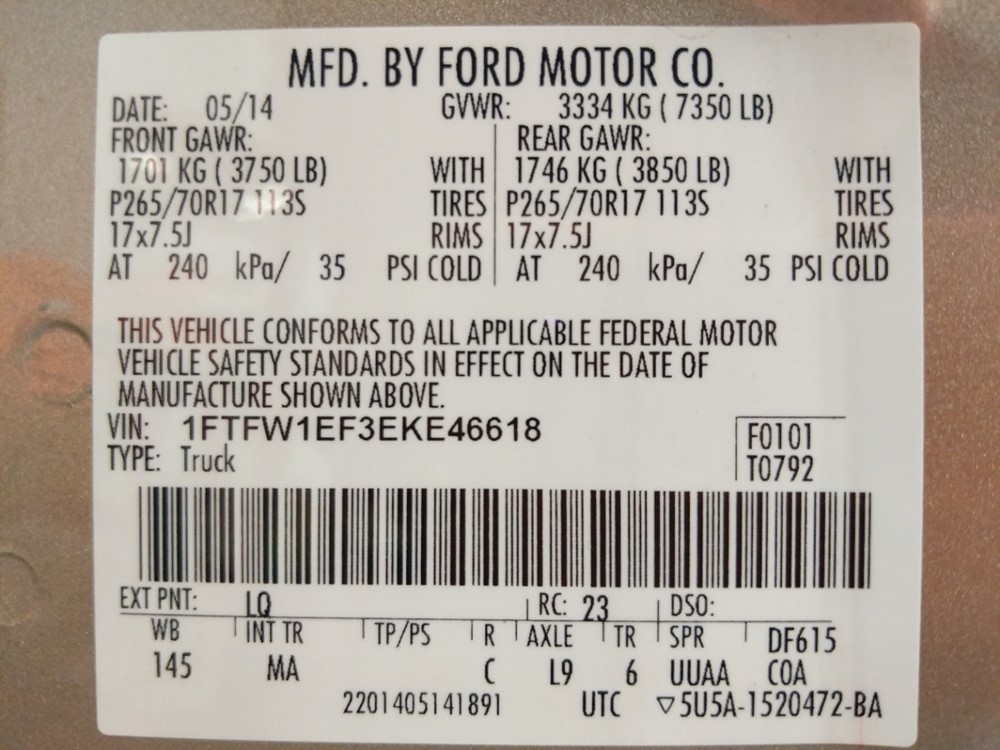 MFD. BY FORD MOTOR CO.
DATE: 05/14 GVWR: 3334 KG ( 7350 LB)
FRONT GAWR: REAR GAWR:
1701 KG ( 3750 LB) WITH 1746 KG ( 3850 LB) WITH
P265/70R17 113S TIRES P265/70R17 113S TIRES
17x7.5J RIMS 17x7.5J RIMS
AT 240 kPa/ 35 PSI COLD AT 240 kPa/ 35 PSI COLD
THIS VEHICLE CONFORMS TO ALL APPLICABLE FEDERAL MOTOR
VEHICLE SAFETY STANDARDS IN EFFECT ON THE DATE OF
MANUFACTURE SHOWN ABOVE.
VIN: 1FTFW1EF3EKE46618 F0101
TYPE: Truck T0792
EXT PNT: LQ RC: 23 DSO:
WB INT TR TP/PS R AXLE TR SPR DF615
145 MA C L9 6 UUAA COA
2201405141891 UTC ▽5U5A-1520472-BA